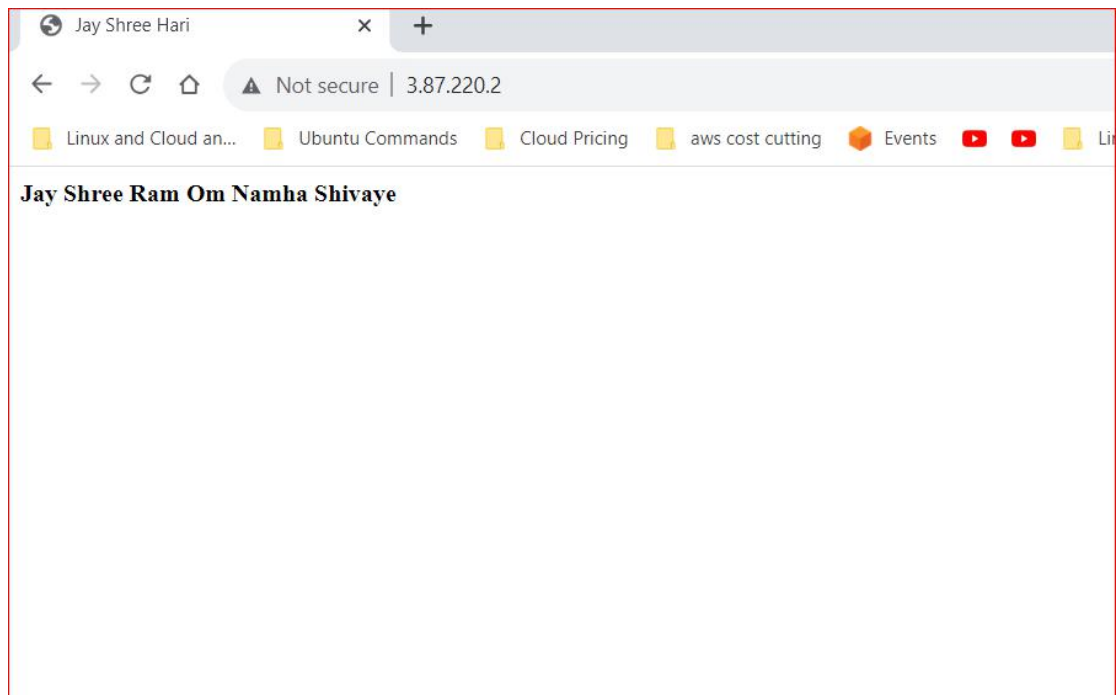 Jay Shree Hari
Not secure | 3.87.220.2
Linux and Cloud an... Ubuntu Commands Cloud Pricing aws cost cutting Events Li
Jay Shree Ram Om Namha Shivaye